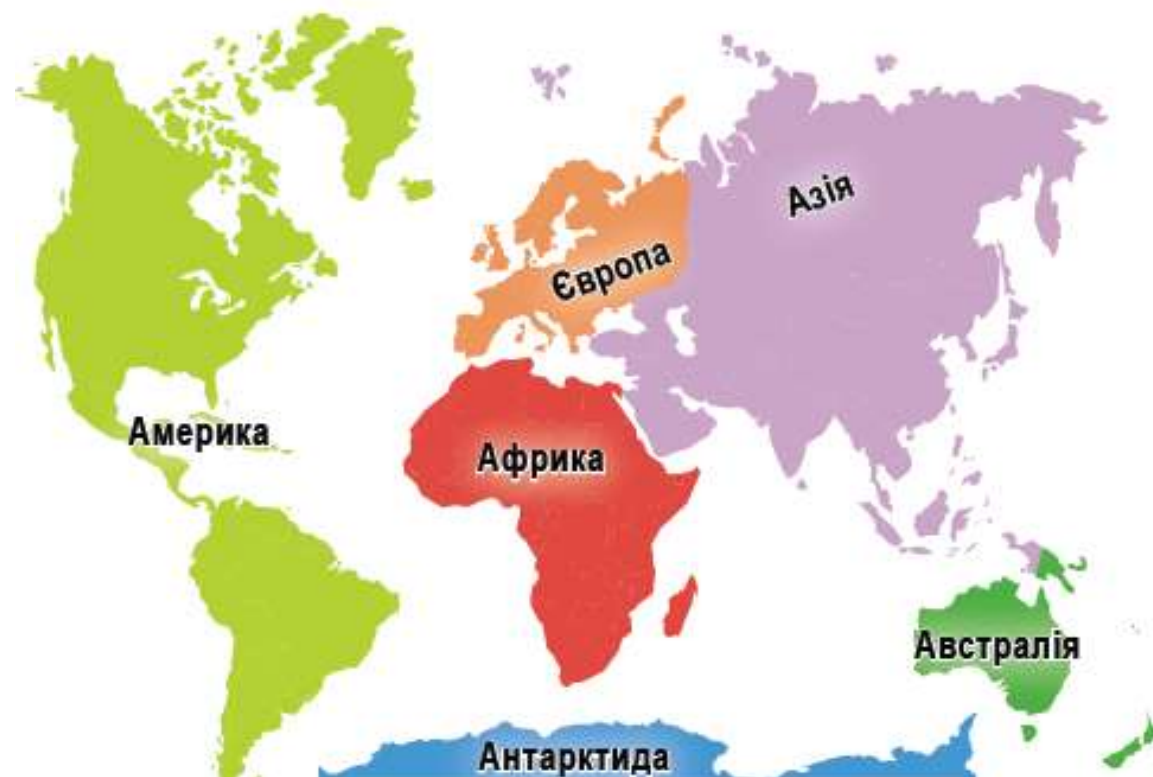 Азія
Європа
Америка
Африка
Австралія
Антарктида